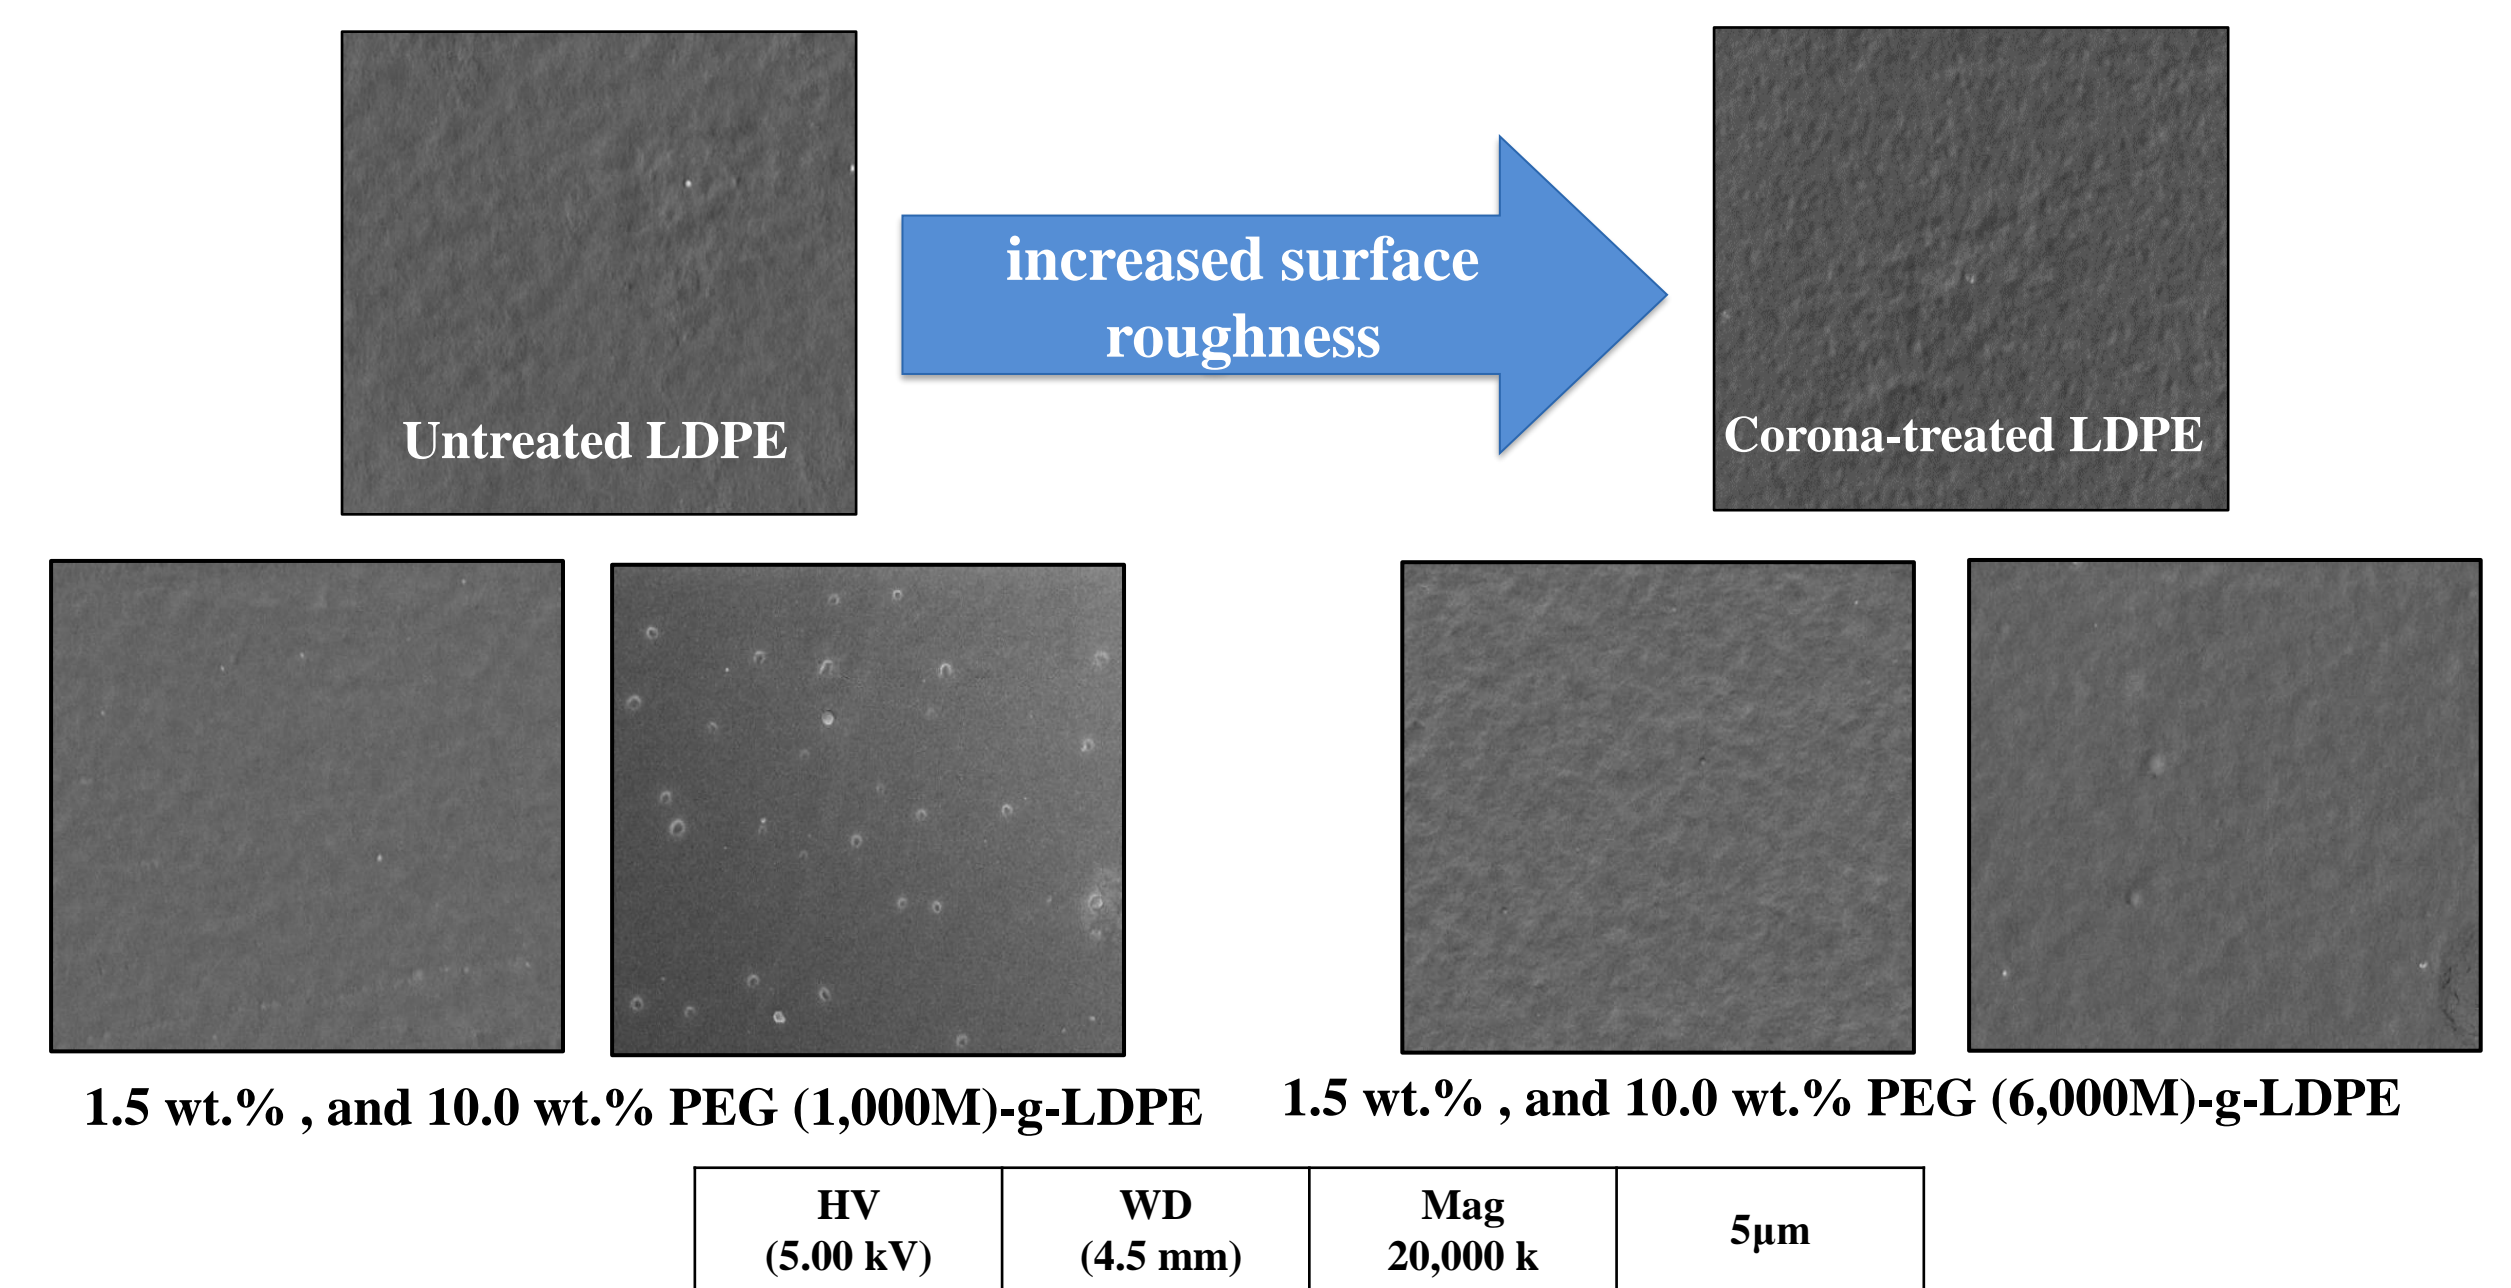 increased surface
roughness
Untreated LDPE
Corona-treated LDPE
1.5 wt.% , and 10.0 wt.% PEG (1,000M)-g-LDPE
1.5 wt.% , and 10.0 wt.% PEG (6,000M)-g-LDPE
HV
(5.00 kV)
WD
(4.5 mm)
Mag
20,000 k
5μm